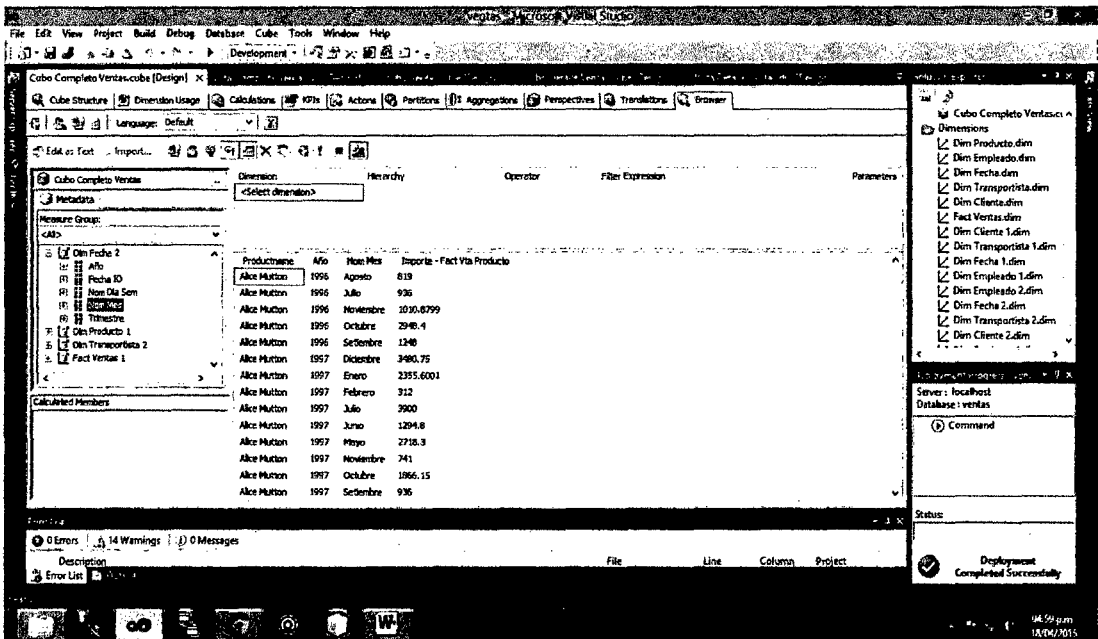 ventas - Microsoft Visual Studio
File Edit View Project Build Debug Database Cube Tools Window Help
Development
Cubo Completo Ventas.cube [Design]
Cube Structure Dimension Usage Calculations KPIs Actions Partitions Aggregations Perspectives Translations Browser
Language: Default
Edit as Text Import...
Cubo Completo Ventas
Metadata
Measure Group:
<All>
Dim Fecha 2
Año
Fecha ID
Nom Dia Sem
Nom Mes
Trimestre
Dim Producto 1
Dim Transportista 2
Fact Ventas 1
Calculated Members
Dimension Hierarchy Operator Filter Expression Parameters
<Select dimension>
Productname Año Nom Mes Importe - Fact Vta Producto
Alice Mutton 1996 Agosto 819
Alice Mutton 1996 Julio 936
Alice Mutton 1996 Noviembre 1010.8799
Alice Mutton 1996 Octubre 2948.4
Alice Mutton 1996 Setiembre 1248
Alice Mutton 1997 Diciembre 3480.75
Alice Mutton 1997 Enero 2355.6001
Alice Mutton 1997 Febrero 312
Alice Mutton 1997 Julio 3900
Alice Mutton 1997 Junio 1294.8
Alice Mutton 1997 Mayo 2718.3
Alice Mutton 1997 Noviembre 741
Alice Mutton 1997 Octubre 1866.15
Alice Mutton 1997 Setiembre 936
Cubo Completo Ventas.cu
Dimensions
Dim Producto.dim
Dim Empleado.dim
Dim Fecha.dim
Dim Transportista.dim
Dim Cliente.dim
Fact Ventas.dim
Dim Cliente 1.dim
Dim Transportista 1.dim
Dim Fecha 1.dim
Dim Empleado 1.dim
Dim Empleado 2.dim
Dim Fecha 2.dim
Dim Transportista 2.dim
Dim Cliente 2.dim
Server : localhost
Database : ventas
Command
Status:
Deployment
Completed Successfully
Error List
0 Errors 14 Warnings 0 Messages
Description File Line Column Project
Error List
04:59 p.m.
18/04/2015